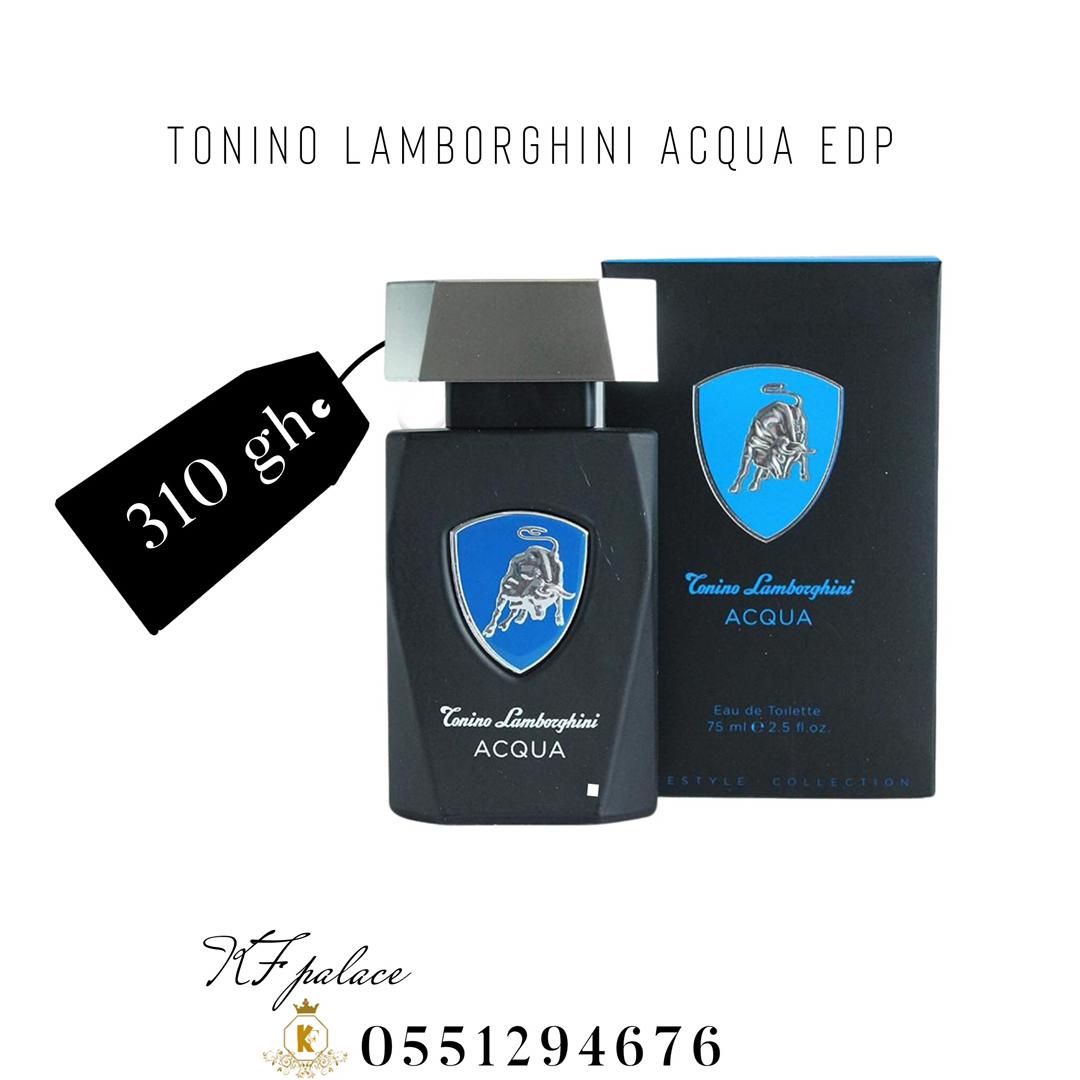 TONINO LAMBORGHINI ACQUA EDP
310 gh
Tonino Lamborghini
ACQUA
Tonino Lamborghini
ACQUA
Eau de Toilette
75 ml e 2.5 fl.oz.
ESTYLE COLLECTION
KF palace
KF
0551294676